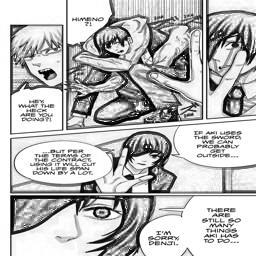 HIMENO
?!
HEY,
WHAT THE
HECK
ARE YOU
DOING?!
IF AKI USES
THE SWORD,
WE CAN
PROBABLY
GET
OUTSIDE...
...BUT PER
THE TERMS OF
THE CONTRACT,
USING IT WILL CUT
HIS LIFE SPAN
DOWN BY A LOT.
I'M
SORRY,
DENJI.
THERE
ARE STILL
SO MANY
THINGS
AKI HAS
TO DO...